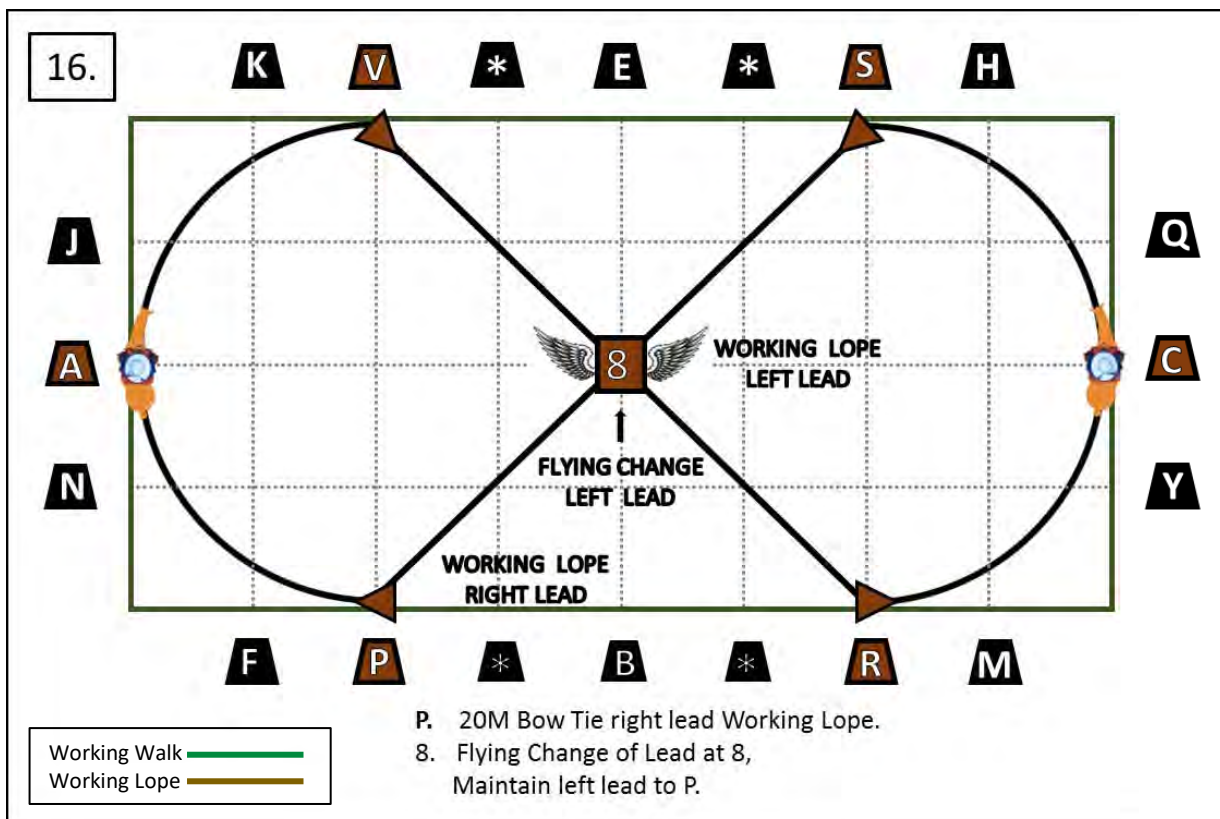 16.
K V * E * S H
J Q
A 8 C
WORKING LOPE
LEFT LEAD
FLYING CHANGE
LEFT LEAD
N Y
WORKING LOPE
RIGHT LEAD
F P * B * R M
P. 20M Bow Tie right lead Working Lope.
8. Flying Change of Lead at 8,
Maintain left lead to P.
Working Walk
Working Lope